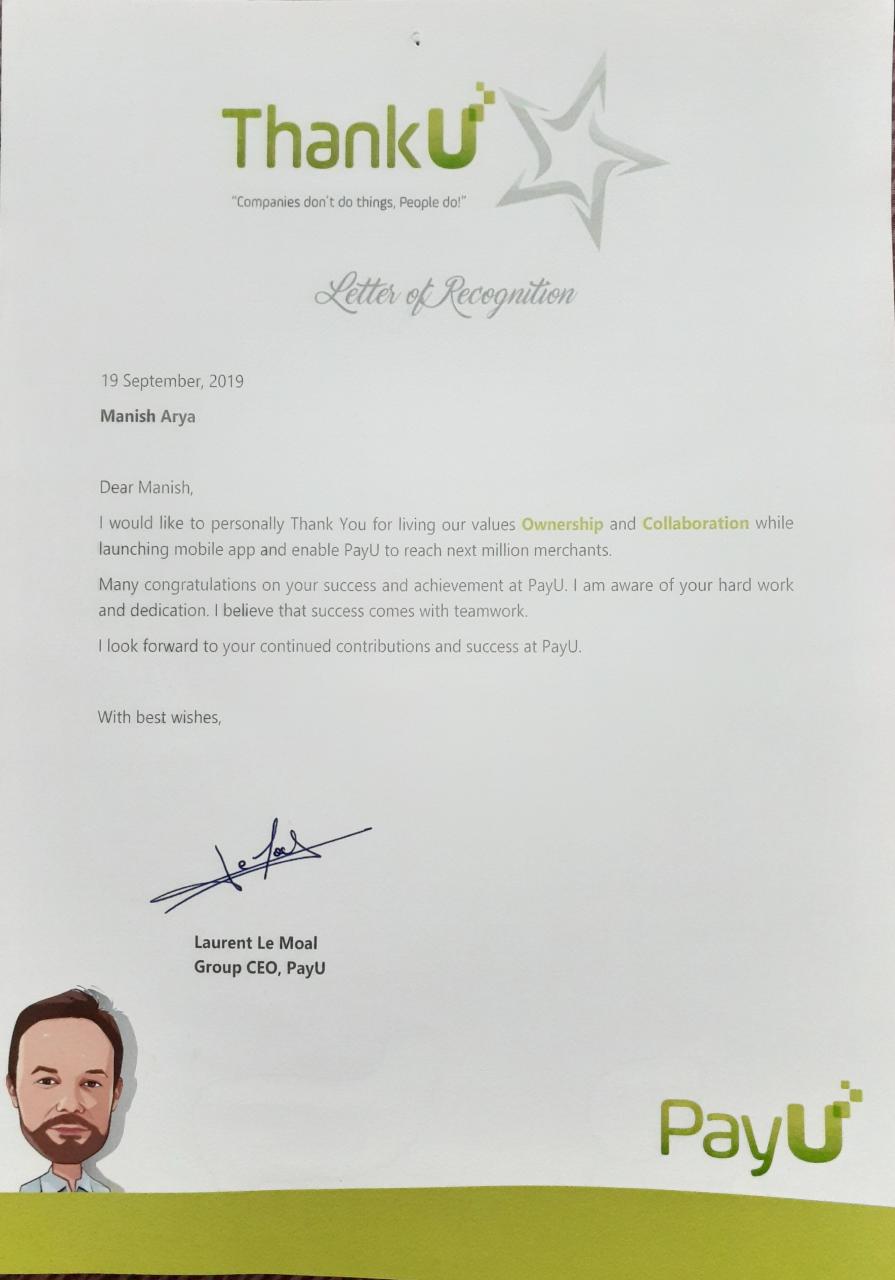 ThankU
“Companies don't do things, People do!”
Letter of Recognition
19 September, 2019
Manish Arya
Dear Manish,
I would like to personally Thank You for living our values Ownership and Collaboration while
launching mobile app and enable PayU to reach next million merchants.
Many congratulations on your success and achievement at PayU. I am aware of your hard work
and dedication. I believe that success comes with teamwork.
I look forward to your continued contributions and success at PayU.
With best wishes,
Le Moal
Laurent Le Moal
Group CEO, PayU
PayU